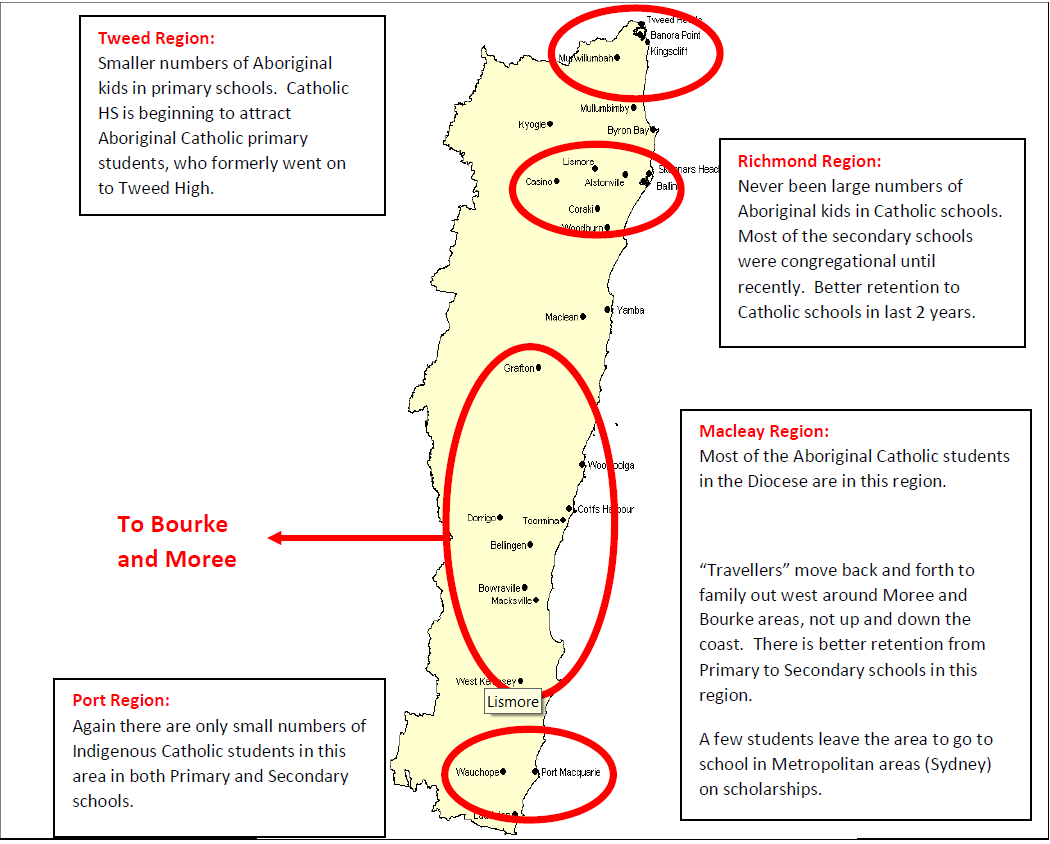 Tweed Region:
Smaller numbers of Aboriginal
kids in primary schools. Catholic
HS is beginning to attract
Aboriginal Catholic primary
students, who formerly went on
to Tweed High.
Tweed Heads
Banora Point
Kingscliff
Murwillumbah
Mullumbimby
Kyogle
Byron Bay
Lismore
Skennars Head
Casino
Alstonville
Ballina
Coraki
Woodburn
Richmond Region:
Never been large numbers of
Aboriginal kids in Catholic schools.
Most of the secondary schools
were congregational until
recently. Better retention to
Catholic schools in last 2 years.
Yamba
Maclean
Grafton
Woolgoolga
Coffs Harbour
Dorrigo
Toormina
Bellingen
Bowraville
Macksville
West Kempsey
Lismore
To Bourke
and Moree
Macleay Region:
Most of the Aboriginal Catholic students
in the Diocese are in this region.
“Travellers” move back and forth to
family out west around Moree and
Bourke areas, not up and down the
coast. There is better retention from
Primary to Secondary schools in this
region.
A few students leave the area to go to
school in Metropolitan areas (Sydney)
on scholarships.
Port Region:
Again there are only small numbers of
Indigenous Catholic students in this
area in both Primary and Secondary
schools.
Wauchope
Port Macquarie